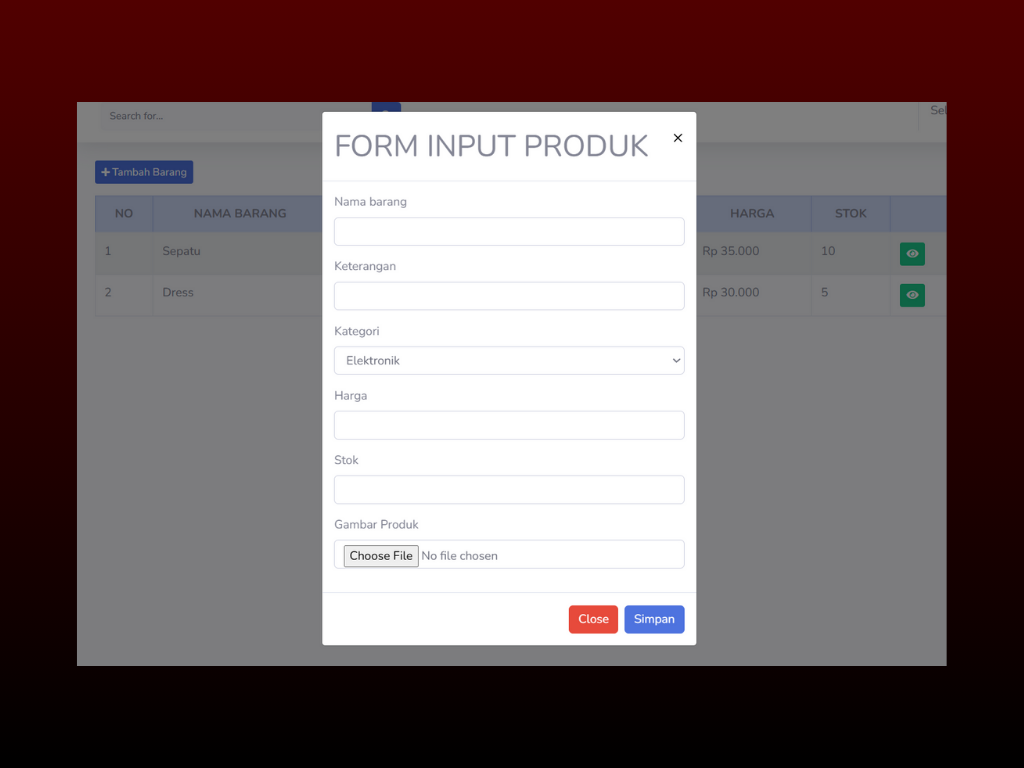 Search for...
Sel
+ Tambah Barang
NO NAMA BARANG HARGA STOK
1 Sepatu Rp 35.000 10
2 Dress Rp 30.000 5
FORM INPUT PRODUK ×
Nama barang
Keterangan
Kategori
Elektronik
Harga
Stok
Gambar Produk
Choose File No file chosen
Close Simpan